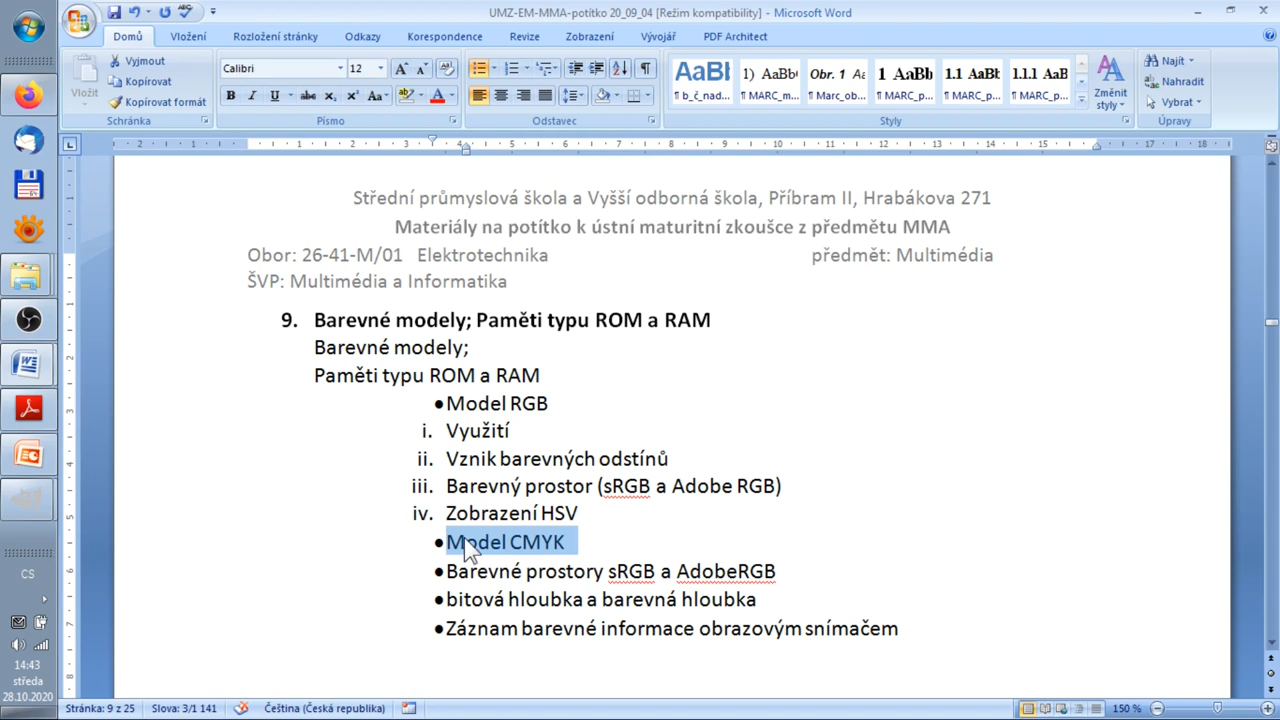 UMZ-EM-MMA-potítko 20_09_04 [Režim kompatibility] - Microsoft Word
Domů Vložení Rozložení stránky Odkazy Korespondence Revize Zobrazení Vývojář PDF Architect
Vložit
Vyjmout
Kopírovat
Kopírovat formát
Schránka
Calibri 12
Písmo
Odstavec
AaBb 1) AaBb Obr. 1 Aa 1 AaBb 1.1 AaBb 1.1.1 AaB
¶ b_č_nad... ¶ MARC_m... ¶ Marc_ob... ¶ MARC_p... ¶ MARC_p... ¶ MARC_p...
Změnit styly
Styly
Najít
Nahradit
Vybrat
Úpravy
Střední průmyslová škola a Vyšší odborná škola, Příbram II, Hrabákova 271
Materiály na potítko k ústní maturitní zkoušce z předmětu MMA
Obor: 26-41-M/01 Elektrotechnika předmět: Multimédia
ŠVP: Multimédia a Informatika
9. Barevné modely; Paměti typu ROM a RAM
Barevné modely;
Paměti typu ROM a RAM
•Model RGB
i. Využití
ii. Vznik barevných odstínů
iii. Barevný prostor (sRGB a Adobe RGB)
iv. Zobrazení HSV
•Model CMYK
•Barevné prostory sRGB a AdobeRGB
•bitová hloubka a barevná hloubka
•Záznam barevné informace obrazovým snímačem
CS
14:43
středa
28.10.2020
Stránka: 9 z 25 Slova: 3/1 141 Čeština (Česká republika) 150 %